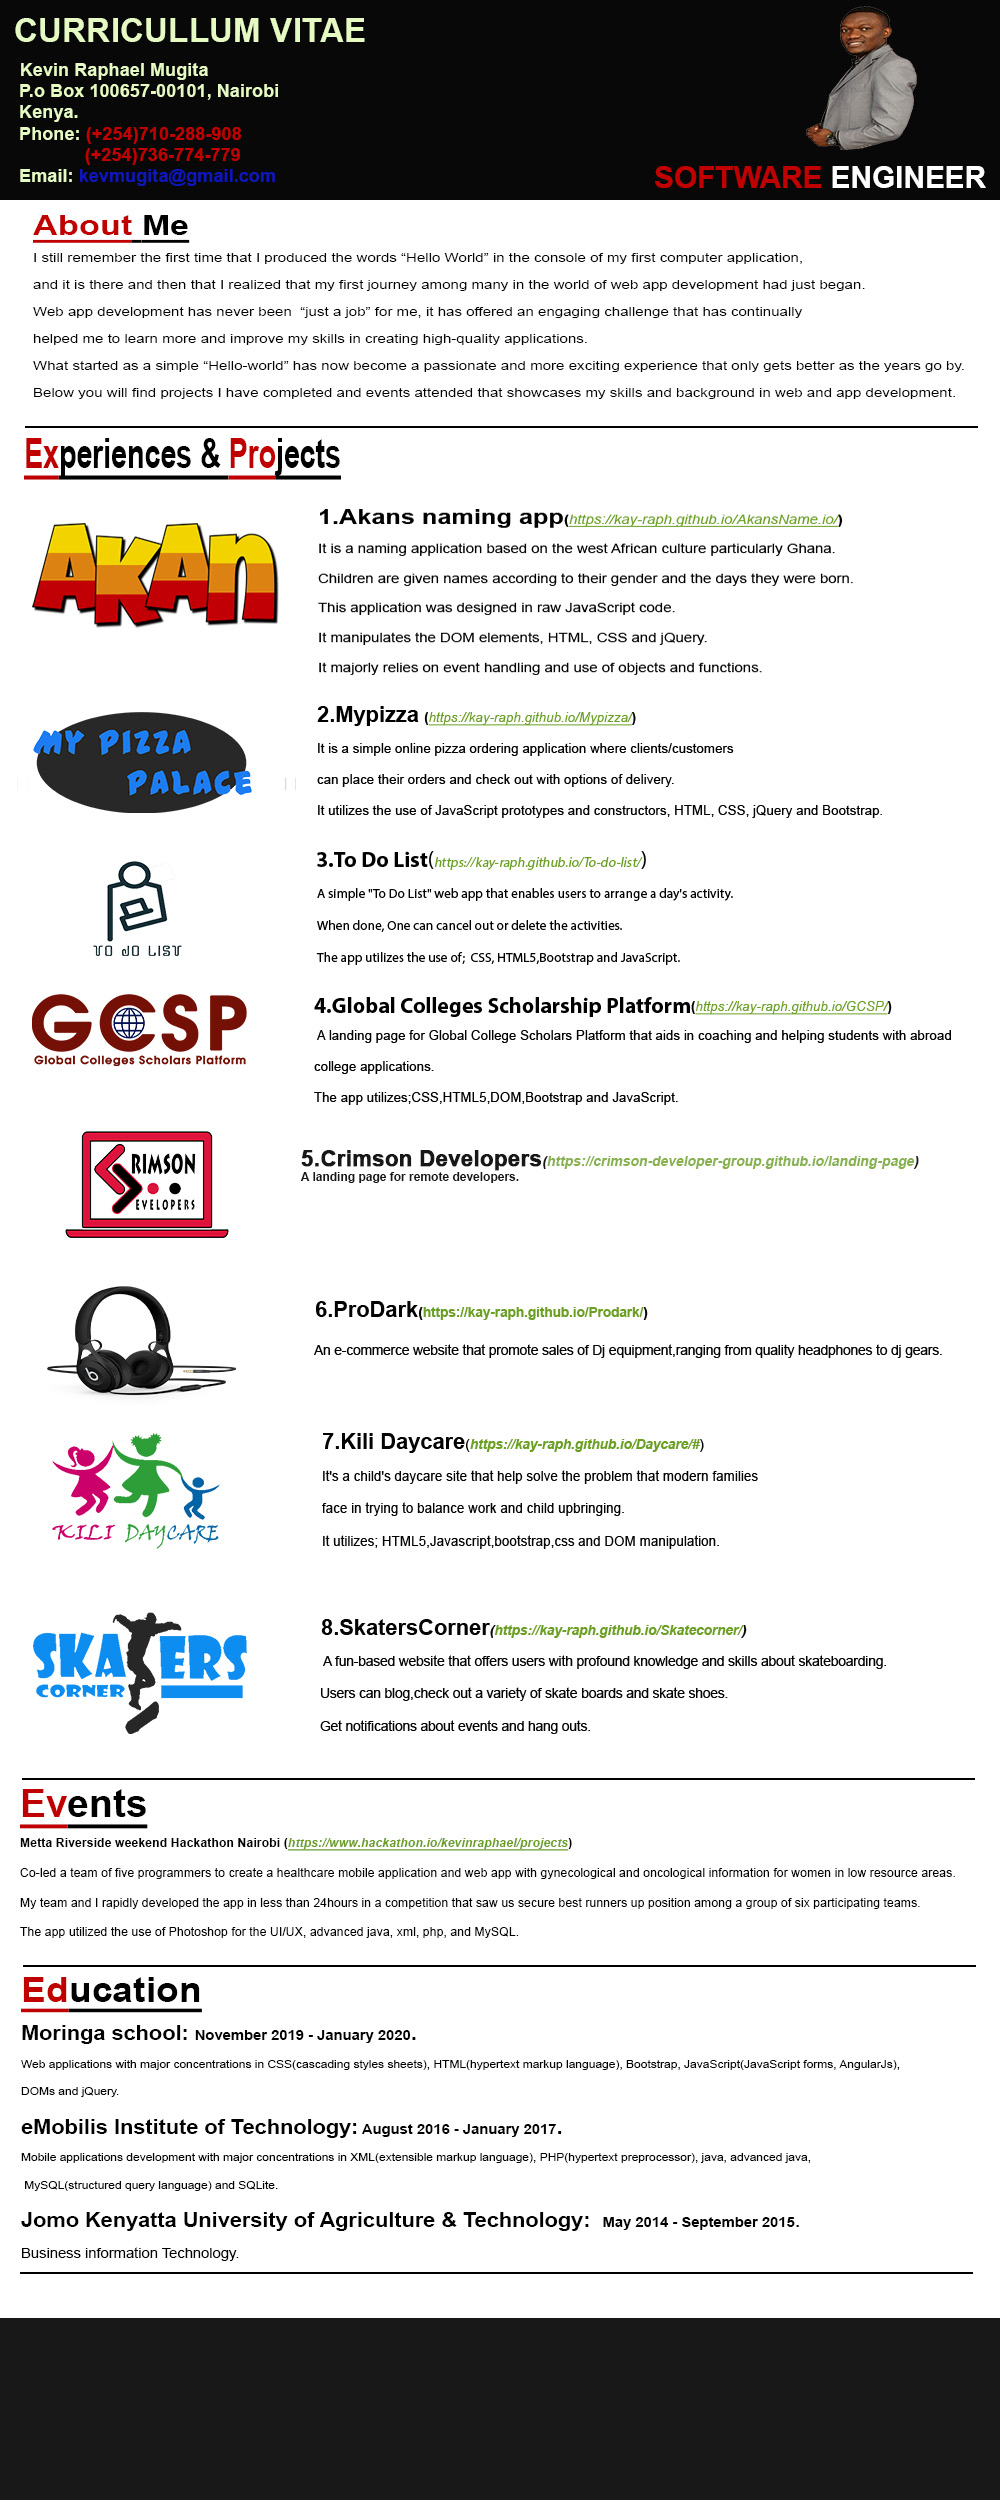 CURRICULLUM VITAE
Kevin Raphael Mugita
P.o Box 100657-00101, Nairobi
Kenya.
Phone: (+254)710-288-908
(+254)736-774-779
Email: kevmugita@gmail.com
SOFTWARE ENGINEER
About Me
I still remember the first time that I produced the words “Hello World” in the console of my first computer application,
and it is there and then that I realized that my first journey among many in the world of web app development had just began.
Web app development has never been “just a job” for me, it has offered an engaging challenge that has continually
helped me to learn more and improve my skills in creating high-quality applications.
What started as a simple “Hello-world” has now become a passionate and more exciting experience that only gets better as the years go by.
Below you will find projects I have completed and events attended that showcases my skills and background in web and app development.
Experiences & Projects
AKAN
1.Akans naming app(https://kay-raph.github.io/AkansName.io/)
It is a naming application based on the west African culture particularly Ghana.
Children are given names according to their gender and the days they were born.
This application was designed in raw JavaScript code.
It manipulates the DOM elements, HTML, CSS and jQuery.
It majorly relies on event handling and use of objects and functions.
MY PIZZA
PALACE
2.Mypizza (https://kay-raph.github.io/Mypizza/)
It is a simple online pizza ordering application where clients/customers
can place their orders and check out with options of delivery.
It utilizes the use of JavaScript prototypes and constructors, HTML, CSS, jQuery and Bootstrap.
TO DO LIST
3.To Do List(https://kay-raph.github.io/To-do-list/)
A simple "To Do List" web app that enables users to arrange a day's activity.
When done, One can cancel out or delete the activities.
The app utilizes the use of; CSS, HTML5,Bootstrap and JavaScript.
GCSP
Global Colleges Scholars Platform
4.Global Colleges Scholarship Platform(https://kay-raph.github.io/GCSP/)
A landing page for Global College Scholars Platform that aids in coaching and helping students with abroad
college applications.
The app utilizes;CSS,HTML5,DOM,Bootstrap and JavaScript.
RIMSON
EVELOPERS
5.Crimson Developers(https://crimson-developer-group.github.io/landing-page)
A landing page for remote developers.
b
6.ProDark(https://kay-raph.github.io/Prodark/)
An e-commerce website that promote sales of Dj equipment,ranging from quality headphones to dj gears.
KILI DAYCARE
7.Kili Daycare(https://kay-raph.github.io/Daycare/#)
It's a child's daycare site that help solve the problem that modern families
face in trying to balance work and child upbringing.
It utilizes; HTML5,Javascript,bootstrap,css and DOM manipulation.
SKATERS
CORNER
8.SkatersCorner(https://kay-raph.github.io/Skatecorner/)
A fun-based website that offers users with profound knowledge and skills about skateboarding.
Users can blog,check out a variety of skate boards and skate shoes.
Get notifications about events and hang outs.
Events
Metta Riverside weekend Hackathon Nairobi (https://www.hackathon.io/kevinraphael/projects)
Co-led a team of five programmers to create a healthcare mobile application and web app with gynecological and oncological information for women in low resource areas.
My team and I rapidly developed the app in less than 24hours in a competition that saw us secure best runners up position among a group of six participating teams.
The app utilized the use of Photoshop for the UI/UX, advanced java, xml, php, and MySQL.
Education
Moringa school: November 2019 - January 2020.
Web applications with major concentrations in CSS(cascading styles sheets), HTML(hypertext markup language), Bootstrap, JavaScript(JavaScript forms, AngularJs),
DOMs and jQuery.
eMobilis Institute of Technology: August 2016 - January 2017.
Mobile applications development with major concentrations in XML(extensible markup language), PHP(hypertext preprocessor), java, advanced java,
MySQL(structured query language) and SQLite.
Jomo Kenyatta University of Agriculture & Technology: May 2014 - September 2015.
Business information Technology.